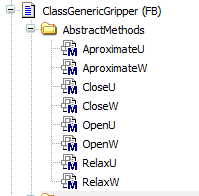 ClassGenericGripper (FB)
AbstractMethods
AproximateU
AproximateW
CloseU
CloseW
OpenU
OpenW
RelaxU
RelaxW